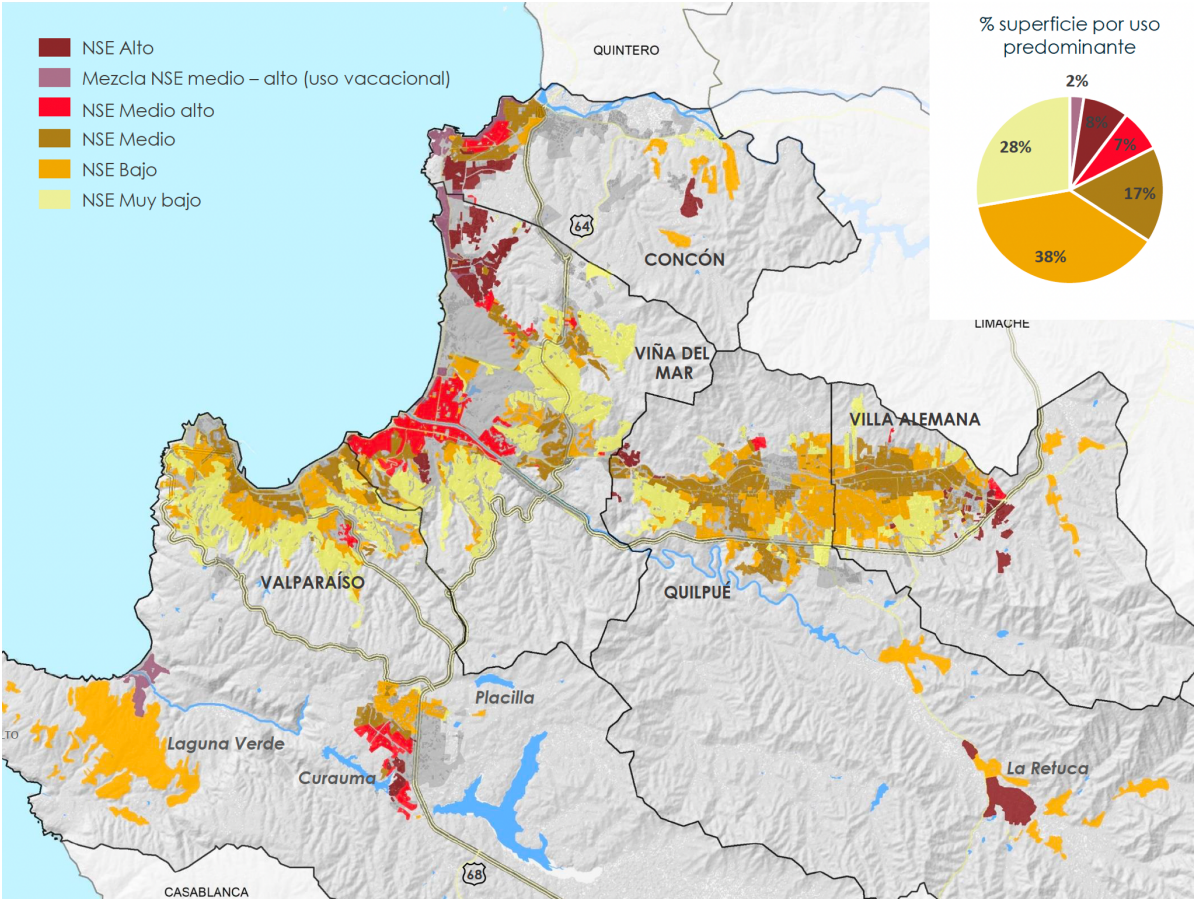 NSE Alto
Mezcla NSE medio – alto (uso vacacional)
NSE Medio alto
NSE Medio
NSE Bajo
NSE Muy bajo
% superficie por uso
predominante
2%
8%
7%
17%
38%
28%
QUINTERO
64
CONCÓN
LIMACHE
VIÑA DEL
MAR
VILLA ALEMANA
VALPARAÍSO
QUILPUÉ
Placilla
LTO
Laguna Verde
Curauma
La Retuca
68
CASABLANCA